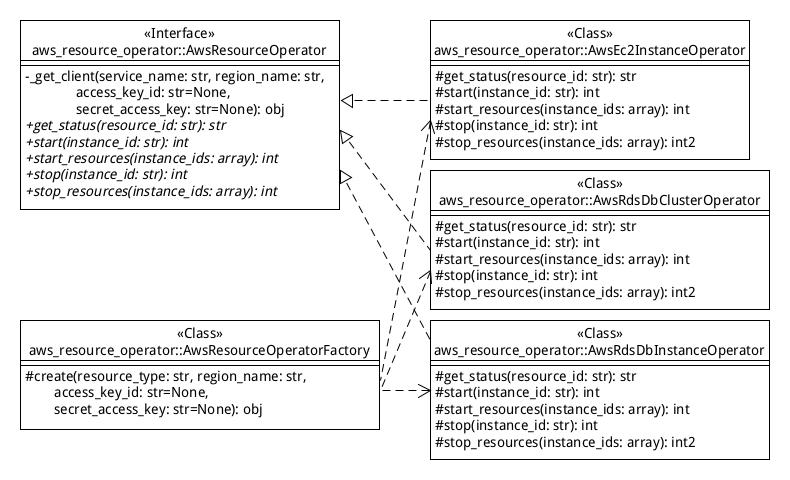 «Interface»
aws_resource_operator::AwsResourceOperator
-_get_client(service_name: str, region_name: str,
access_key_id: str=None,
secret_access_key: str=None): obj
+get_status(resource_id: str): str
+start(instance_id: str): int
+start_resources(instance_ids: array): int
+stop(instance_id: str): int
+stop_resources(instance_ids: array): int
«Class»
aws_resource_operator::AwsEc2InstanceOperator
#get_status(resource_id: str): str
#start(instance_id: str): int
#start_resources(instance_ids: array): int
#stop(instance_id: str): int
#stop_resources(instance_ids: array): int2
«Class»
aws_resource_operator::AwsRdsDbClusterOperator
#get_status(resource_id: str): str
#start(instance_id: str): int
#start_resources(instance_ids: array): int
#stop(instance_id: str): int
#stop_resources(instance_ids: array): int2
«Class»
aws_resource_operator::AwsResourceOperatorFactory
#create(resource_type: str, region_name: str,
access_key_id: str=None,
secret_access_key: str=None): obj
«Class»
aws_resource_operator::AwsRdsDbInstanceOperator
#get_status(resource_id: str): str
#start(instance_id: str): int
#start_resources(instance_ids: array): int
#stop(instance_id: str): int
#stop_resources(instance_ids: array): int2